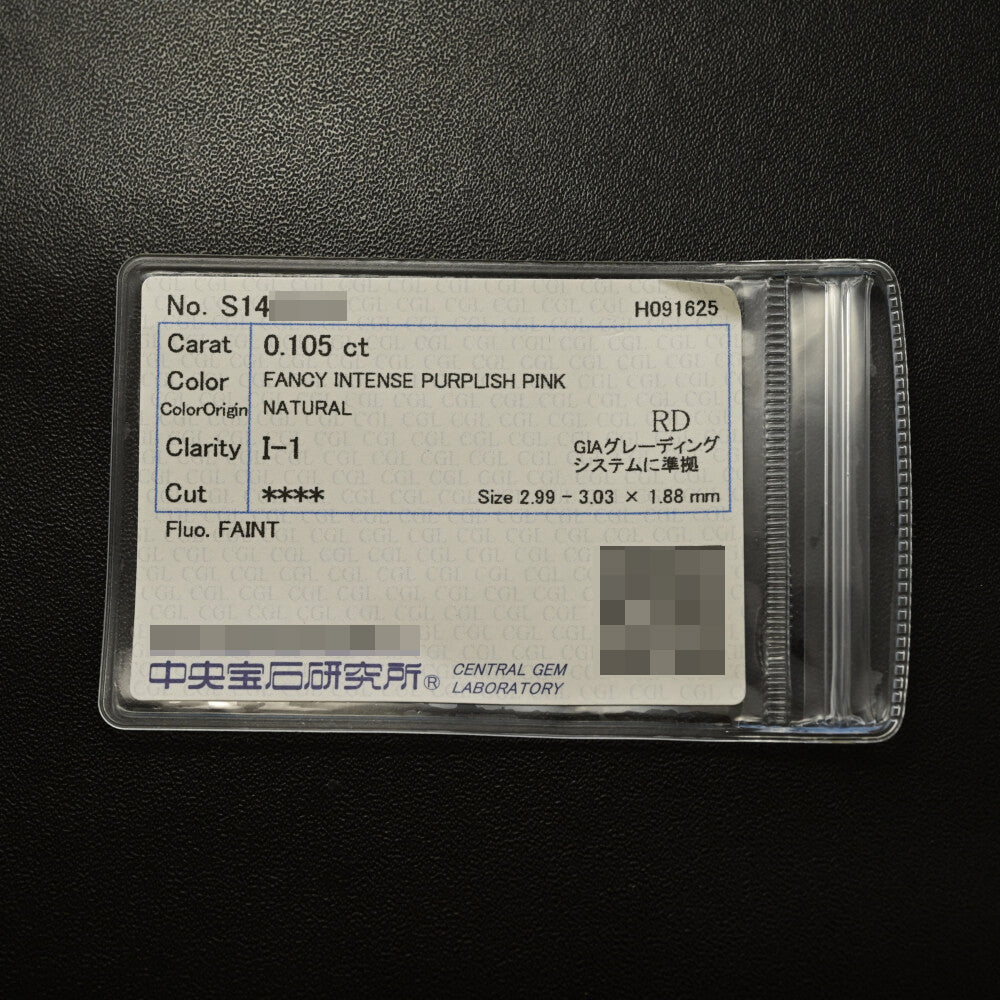 No. S14
H091625
Carat 0.105 ct
Color FANCY INTENSE PURPLISH PINK
ColorOrigin NATURAL
RD
Clarity I-1
GIAグレーディング
システムに準拠
Cut ****
Size 2.99 - 3.03 × 1.88 mm
Fluo. FAINT
中央宝石研究所® CENTRAL GEM
LABORATORY